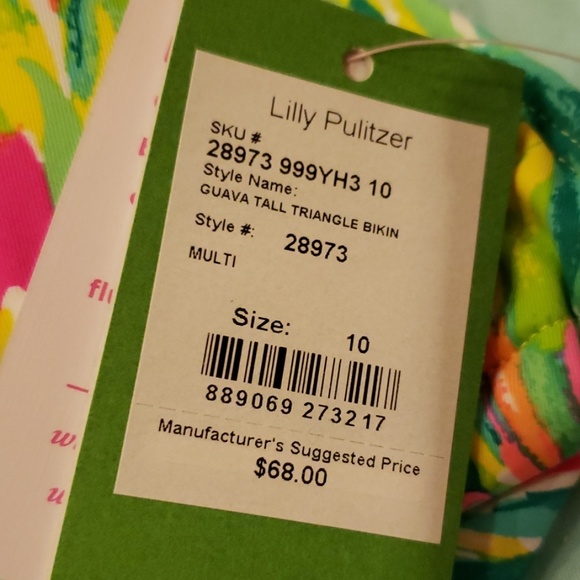 Lilly Pulitzer
SKU #
28973 999YH3 10
Style Name:
GUAVA TALL TRIANGLE BIKIN
Style #: 28973
MULTI
Size: 10
889069 273217
Manufacturer's Suggested Price
$68.00